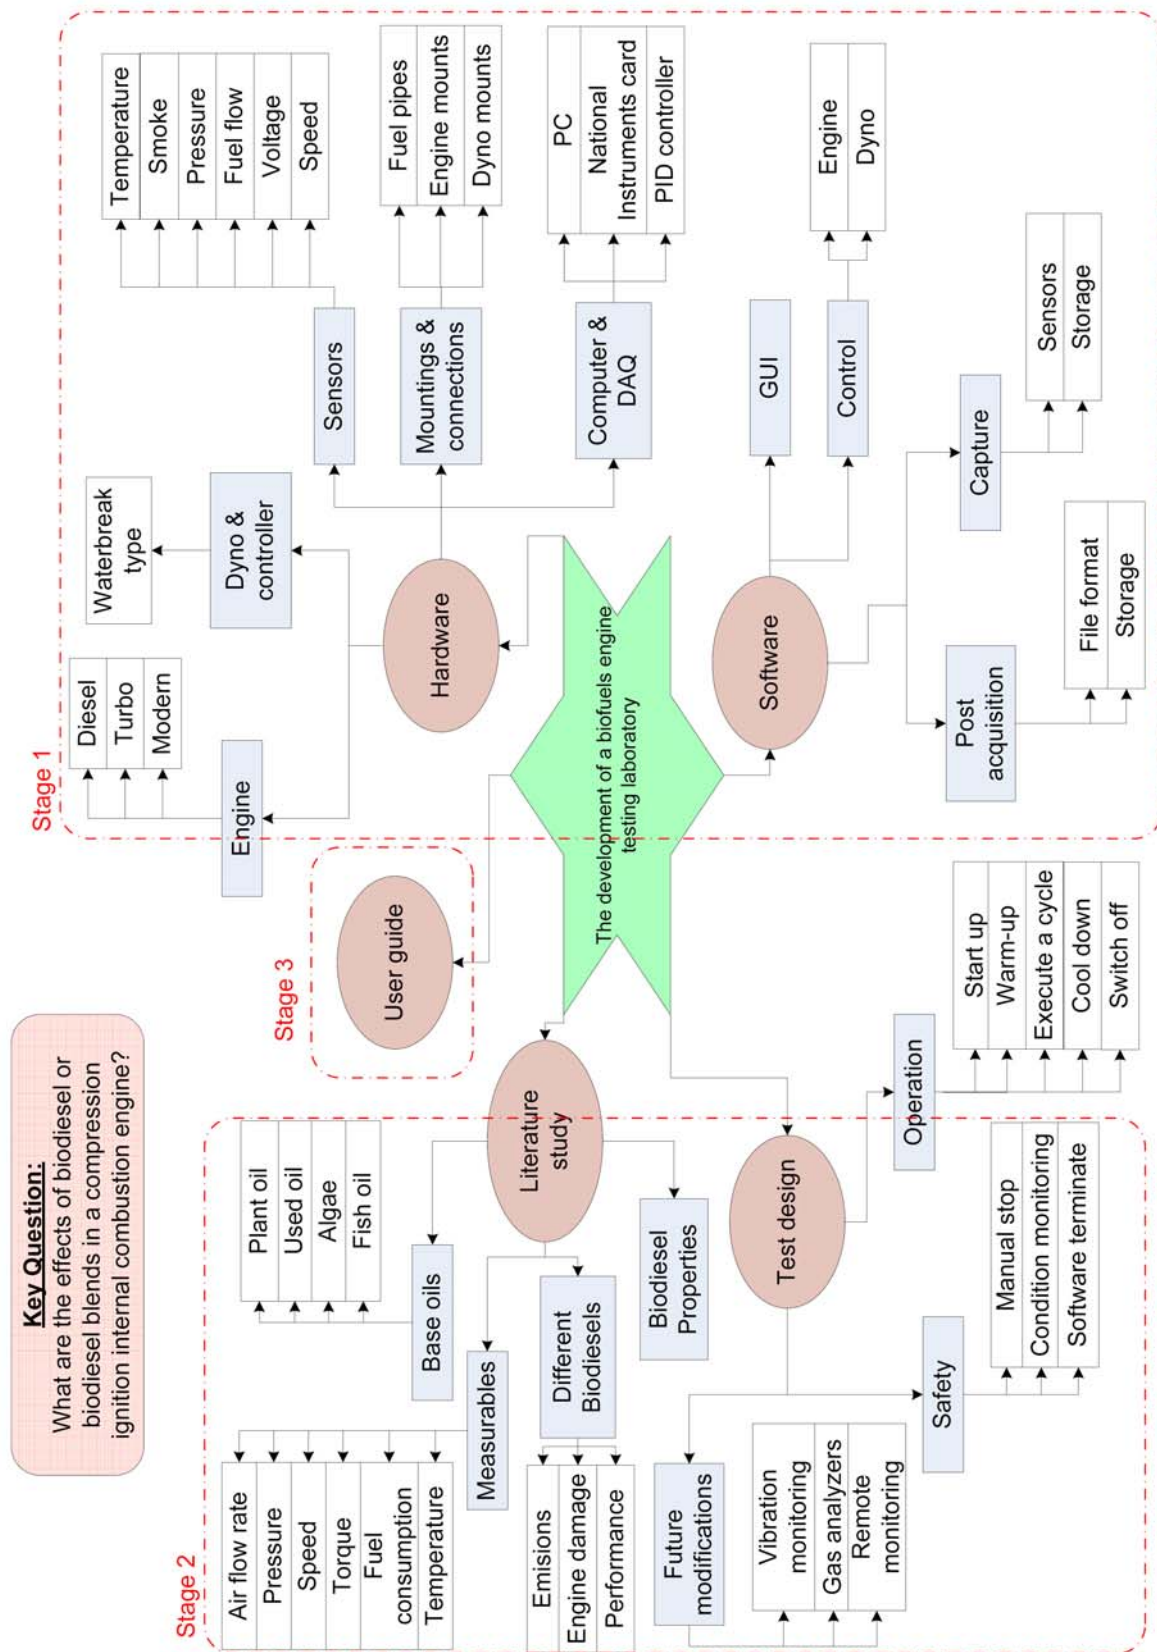 Key Question:
What are the effects of biodiesel or
biodiesel blends in a compression
ignition internal combustion engine?
Stage 2
Air flow rate
Pressure
Speed
Torque
Fuel
consumption
Temperature
Measurables
Plant oil
Used oil
Algae
Fish oil
Base oils
Literature
study
Emissions
Engine damage
Performance
Different
Biodiesels
Biodiesel
Properties
Future
modifications
Vibration
monitoring
Gas analyzers
Remote
monitoring
Test design
Safety
Manual stop
Condition monitoring
Software terminate
Operation
Start up
Warm-up
Execute a cycle
Cool down
Switch off
Stage 3
User guide
The development of a biofuels engine
testing laboratory
Stage 1
Engine
Diesel
Turbo
Modern
Waterbreak
type
Dyno &
controller
Hardware
Sensors
Temperature
Smoke
Pressure
Fuel flow
Voltage
Speed
Mountings &
connections
Fuel pipes
Engine mounts
Dyno mounts
Computer &
DAQ
PC
National
Instruments card
PID controller
Software
GUI
Control
Engine
Dyno
Post
acquisition
File format
Storage
Capture
Sensors
Storage